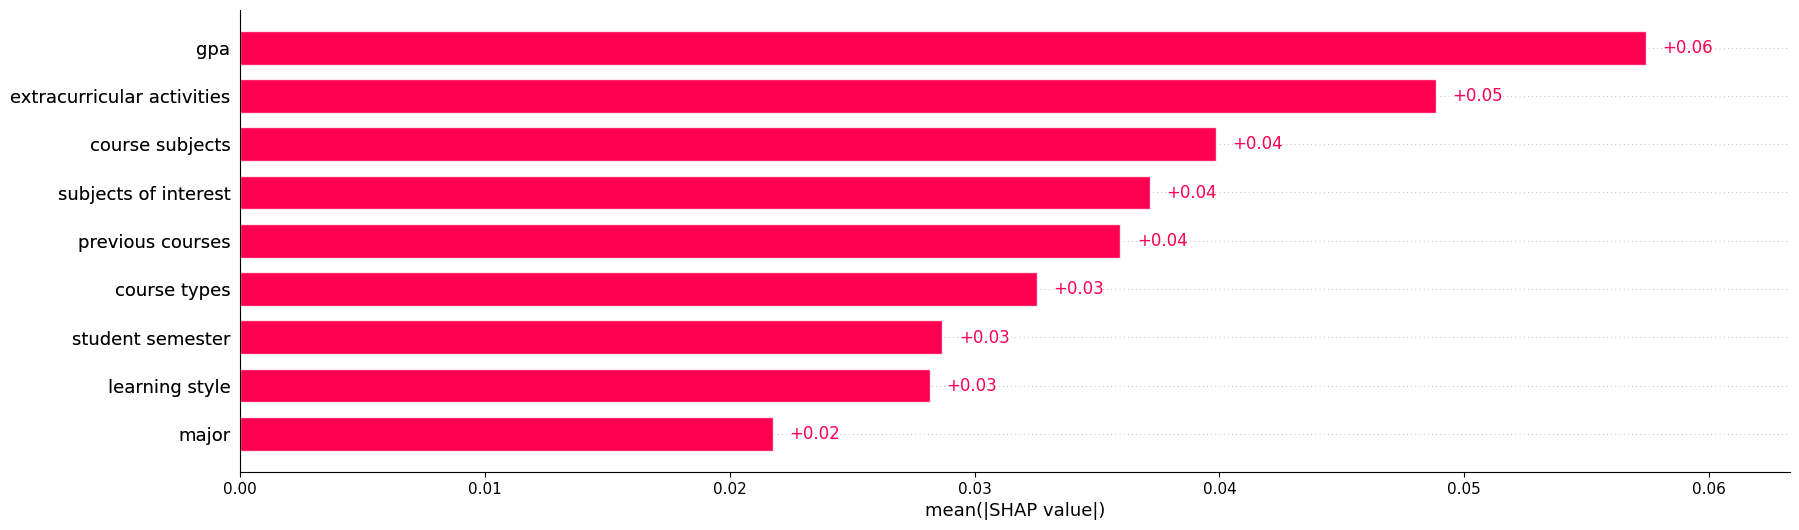 gpa +0.06
extracurricular activities +0.05
course subjects +0.04
subjects of interest +0.04
previous courses +0.04
course types +0.03
student semester +0.03
learning style +0.03
major +0.02
0.00 0.01 0.02 0.03 0.04 0.05 0.06
mean(|SHAP value|)